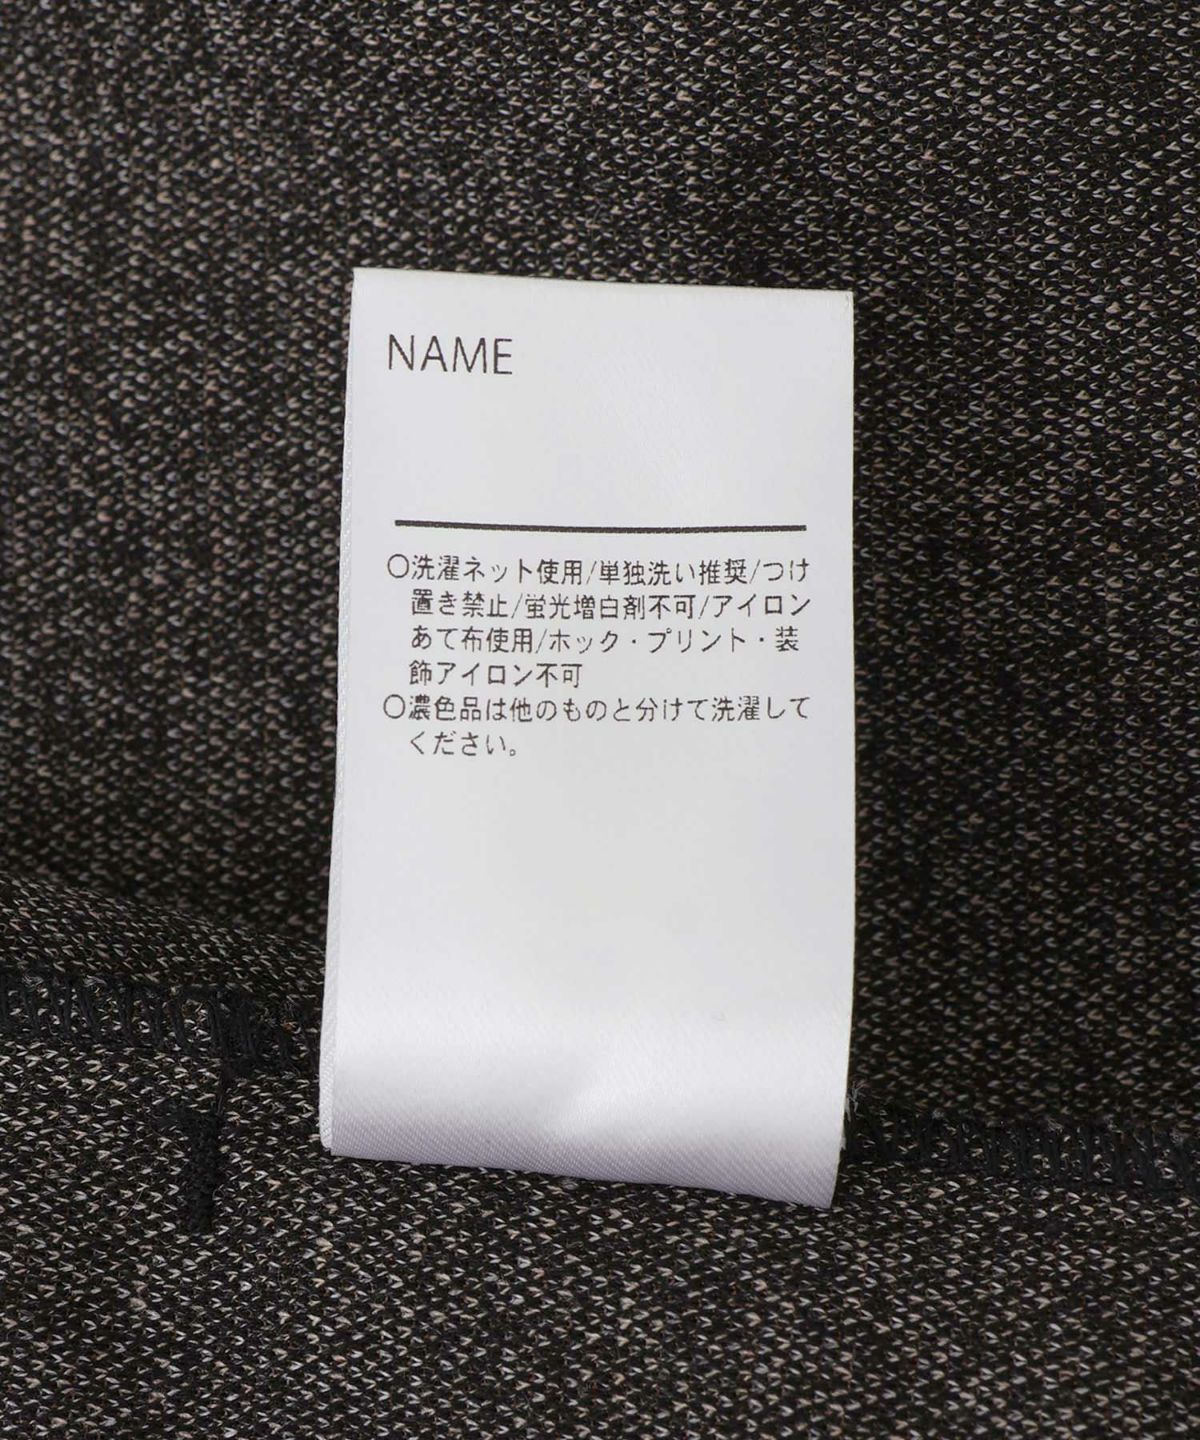 NAME
○洗濯ネット使用/単独洗い推奨/つけ
置き禁止/蛍光増白剤不可/アイロン
あて布使用/ホック・プリント・装
飾アイロン不可
○濃色品は他のものと分けて洗濯して
ください。